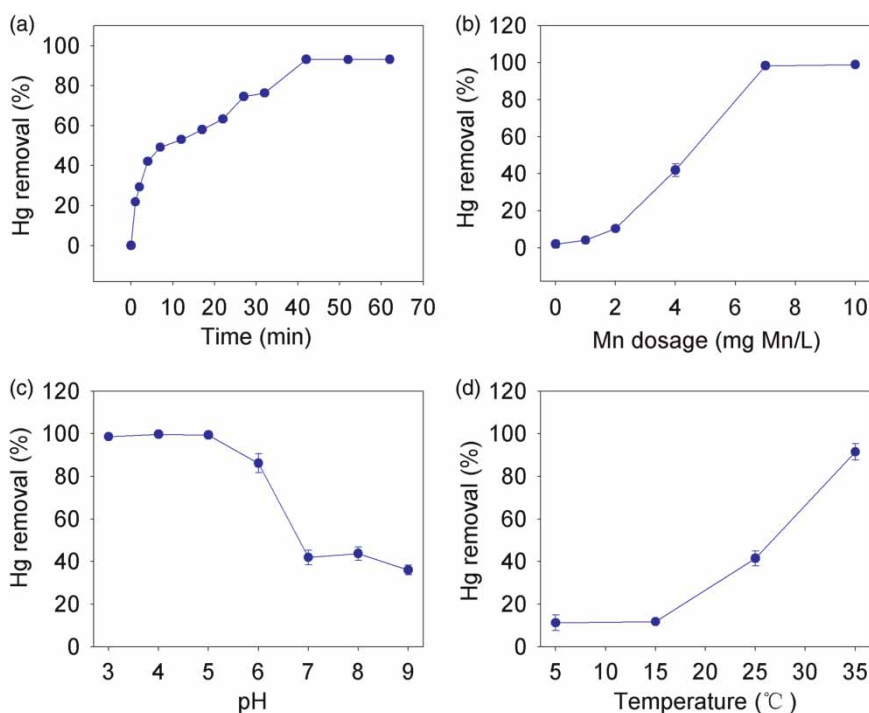 (a)
100
80
60
40
20
0
Hg removal (%)
0 10 20 30 40 50 60 70
Time (min)
(b)
120
100
80
60
40
20
0
Hg removal (%)
0 2 4 6 8 10
Mn dosage (mg Mn/L)
(c)
120
100
80
60
40
20
0
Hg removal (%)
3 4 5 6 7 8 9
pH
(d)
120
100
80
60
40
20
0
Hg removal (%)
5 10 15 20 25 30 35
Temperature (℃)